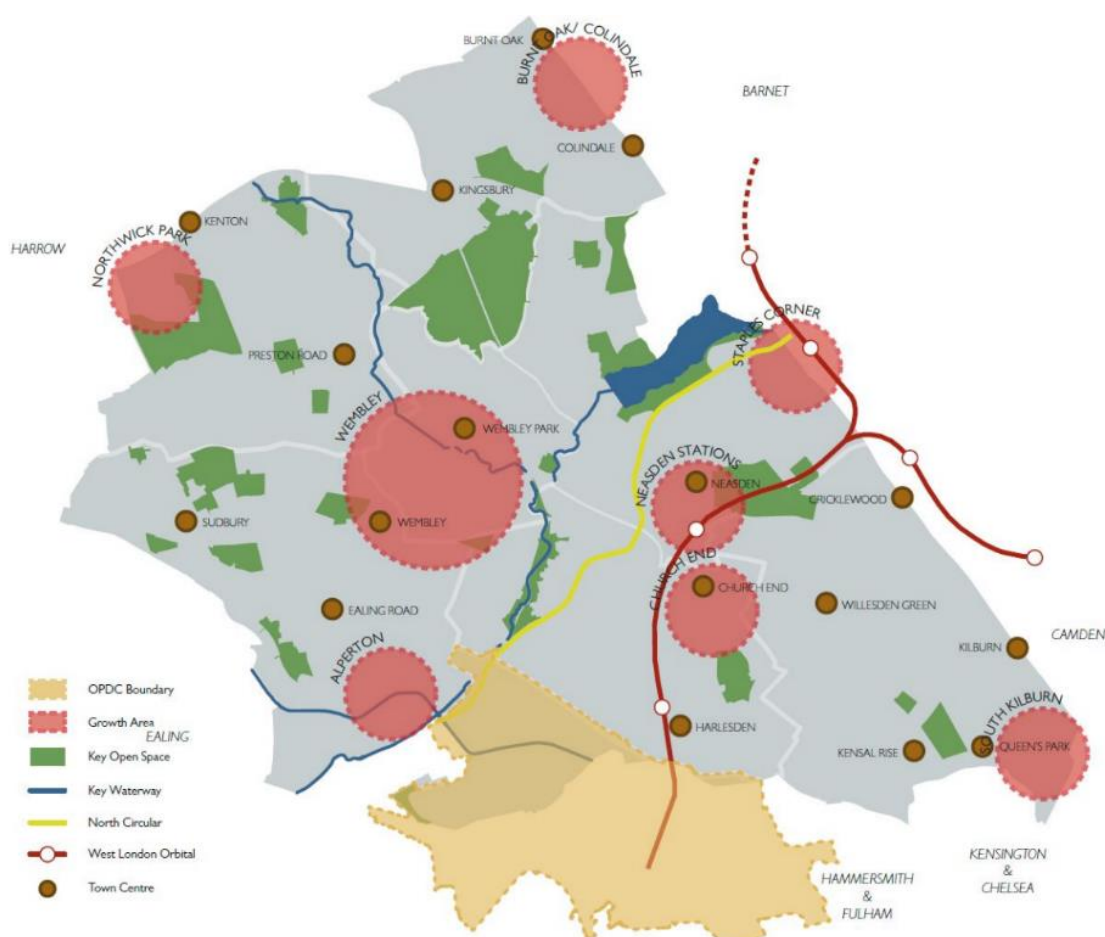 BURNT OAK
BURNT OAK/ COLINDALE
BARNET
COLINDALE
KINGSBURY
KENTON
HARROW
NORTHWICK PARK
STAPLES CORNER
PRESTON ROAD
WEMBLEY
WEMBLEY PARK
NEASDEN STATIONS
NEASDEN
CRICKLEWOOD
SUDBURY
WEMBLEY
CHURCH END
CHURCH END
EALING ROAD
WILLESDEN GREEN
ALPERTON
KILBURN
CAMDEN
SOUTH KILBURN
HARLESDEN
KENSAL RISE
QUEEN'S PARK
OPDC Boundary
Growth Area
EALING
Key Open Space
Key Waterway
North Circular
West London Orbital
Town Centre
HAMMERSMITH
&
FULHAM
KENSINGTON
&
CHELSEA